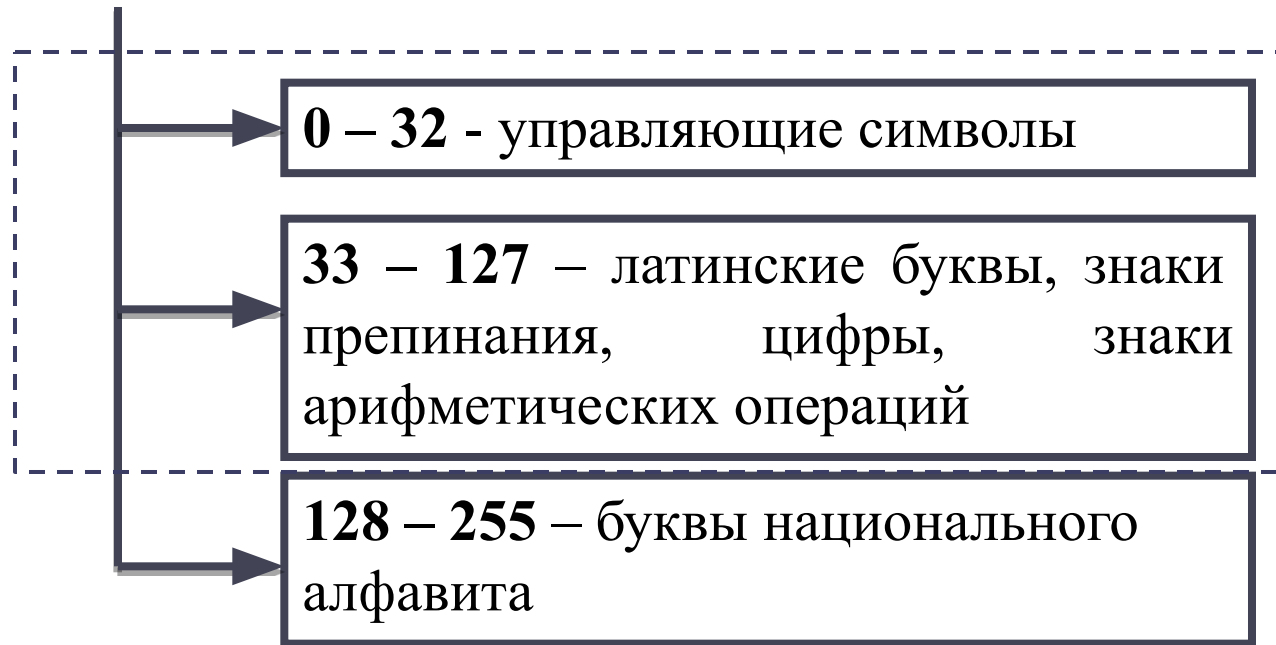 0 – 32 - управляющие символы
33 – 127 – латинские буквы, знаки
препинания, цифры, знаки
арифметических операций
128 – 255 – буквы национального
алфавита